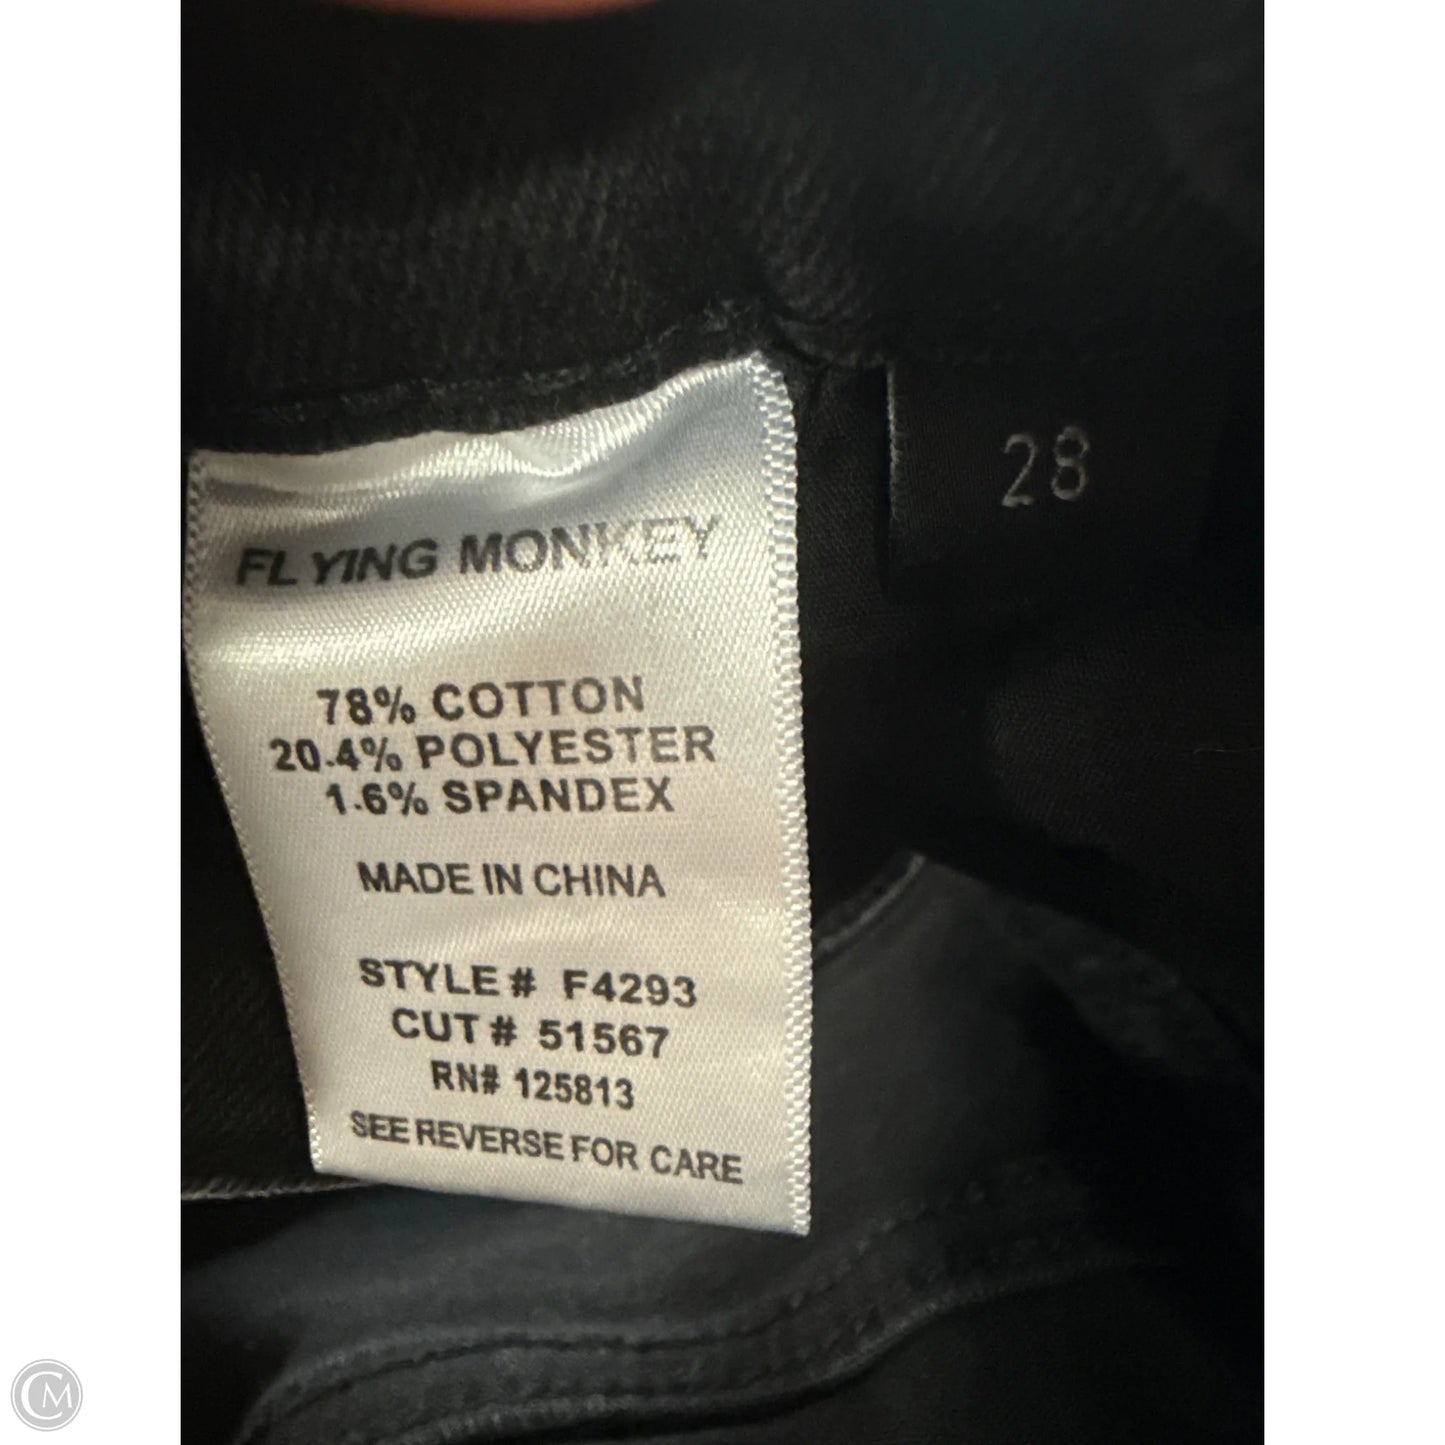 FLYING MONKEY
28
78% COTTON
20.4% POLYESTER
1.6% SPANDEX
MADE IN CHINA
STYLE # F4293
CUT # 51567
RN# 125813
SEE REVERSE FOR CARE
CM